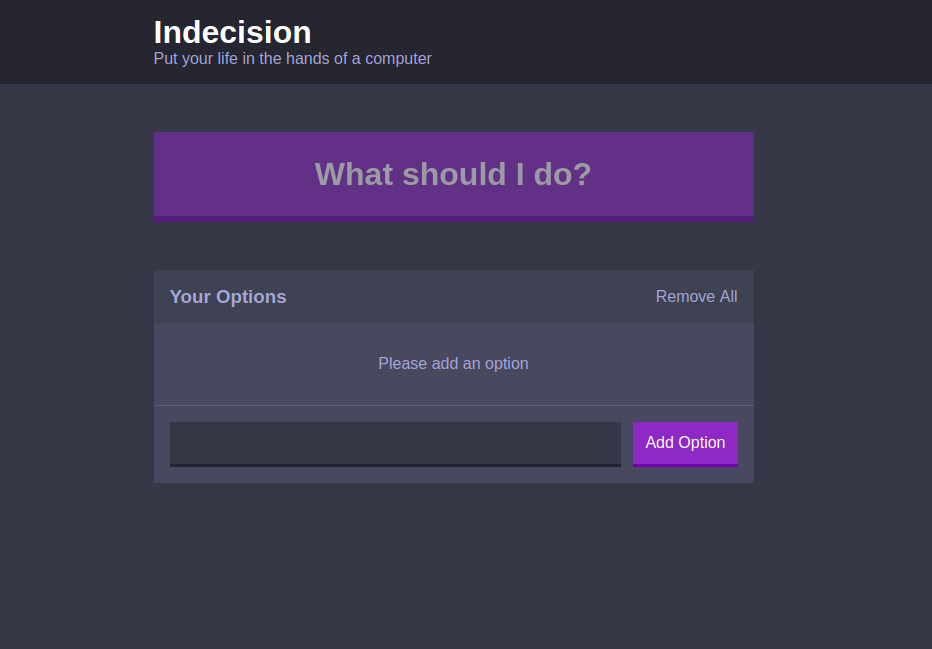 Indecision
Put your life in the hands of a computer
What should I do?
Your Options
Remove All
Please add an option
Add Option